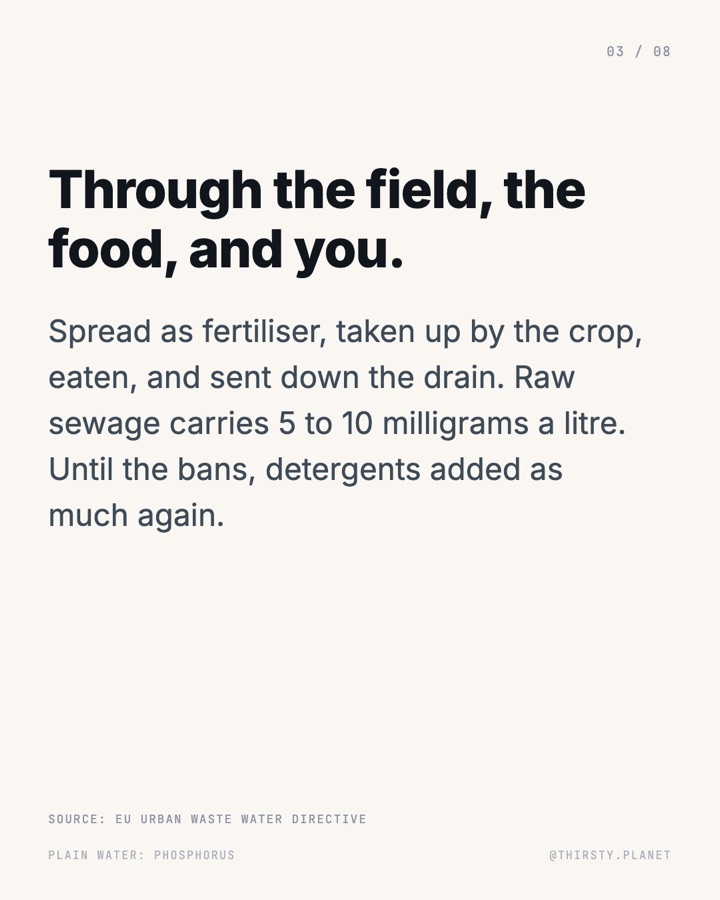 03 / 08
Through the field, the
food, and you.
Spread as fertiliser, taken up by the crop,
eaten, and sent down the drain. Raw
sewage carries 5 to 10 milligrams a litre.
Until the bans, detergents added as
much again.
SOURCE: EU URBAN WASTE WATER DIRECTIVE
PLAIN WATER: PHOSPHORUS
@THIRSTY.PLANET